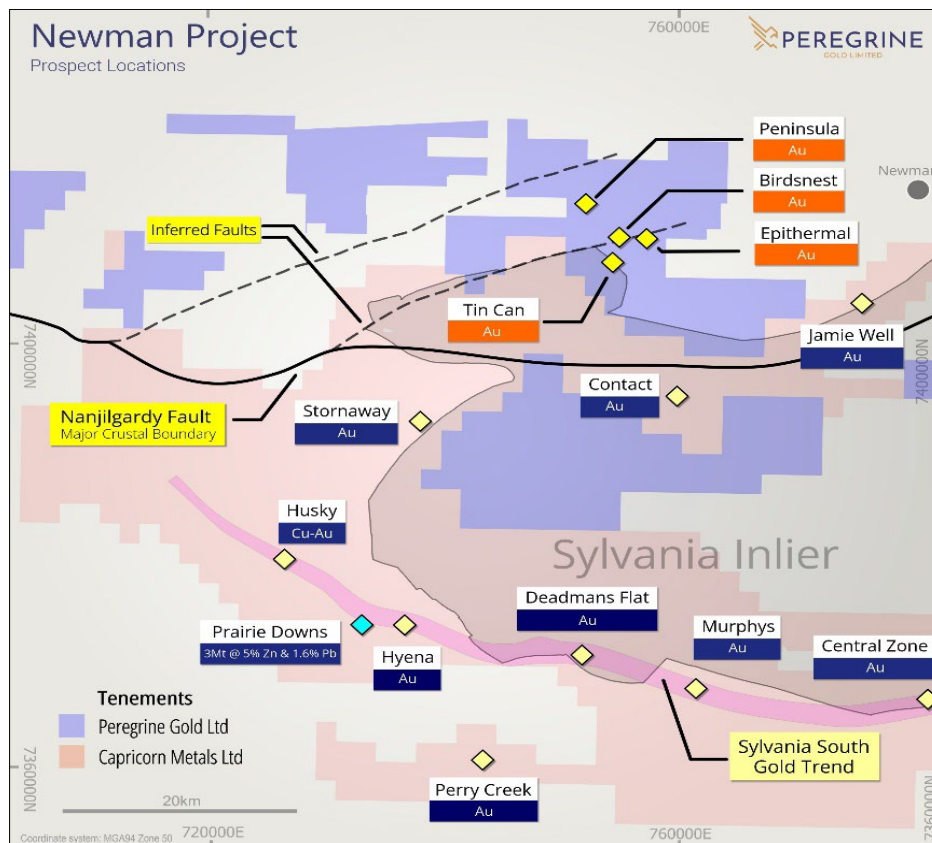 Newman Project
Prospect Locations
760000E
PEREGRINE
GOLD LIMITED
Peninsula
Au
Birdsnest
Au
Newman
Epithermal
Au
Inferred Faults
Tin Can
Au
Jamie Well
Au
7400000N
7400000N
Contact
Au
Nanjilgardy Fault
Major Crustal Boundary
Stornaway
Au
Husky
Cu-Au
Sylvania Inlier
Deadmans Flat
Au
Prairie Downs
3Mt @ 5% Zn & 1.6% Pb
Hyena
Au
Murphys
Au
Central Zone
Au
Tenements
Peregrine Gold Ltd
Capricorn Metals Ltd
Sylvania South
Gold Trend
7360000N
7360000N
Perry Creek
Au
20km
720000E
760000E
Coordinate system: MGA94 Zone 50